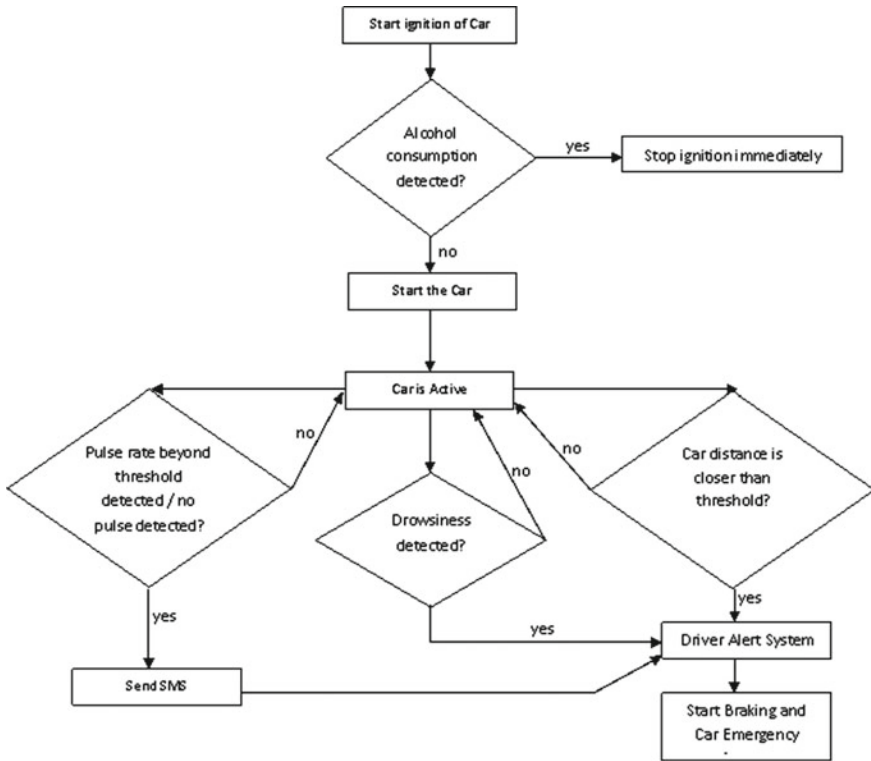 Start ignition of Car
Alcohol
consumption
detected?
yes
Stop ignition immediately
no
Start the Car
Car is Active
no
no
no
Pulse rate beyond
threshold
detected / no
pulse detected?
Drowsiness
detected?
Car distance is
closer than
threshold?
yes
yes
yes
Driver Alert System
Send SMS
Start Braking and
Car Emergency